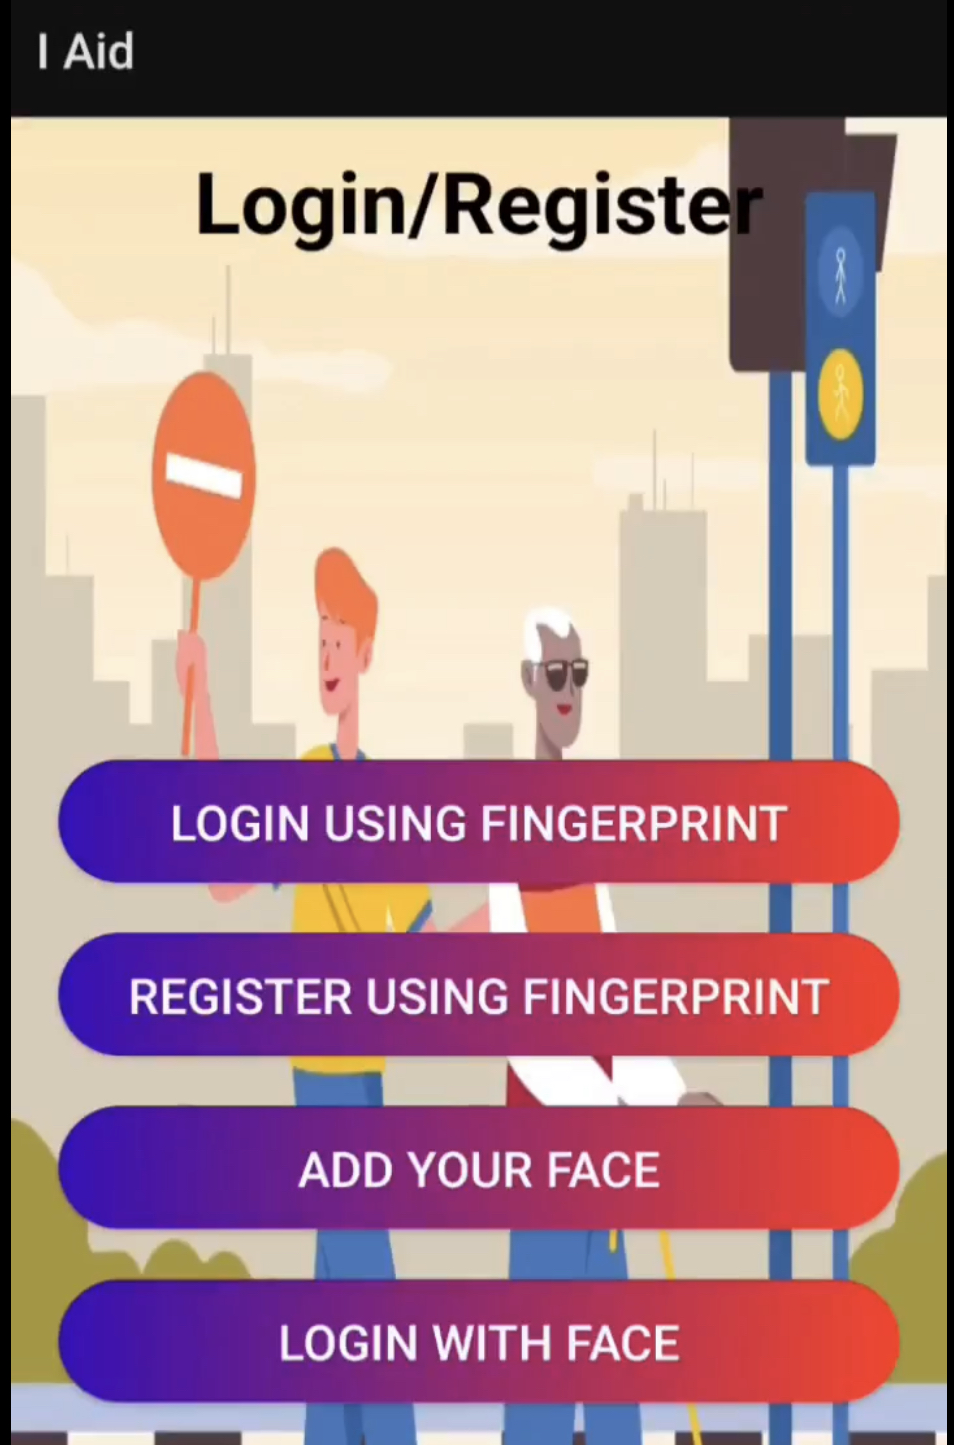 I Aid
Login/Register
LOGIN USING FINGERPRINT
REGISTER USING FINGERPRINT
ADD YOUR FACE
LOGIN WITH FACE